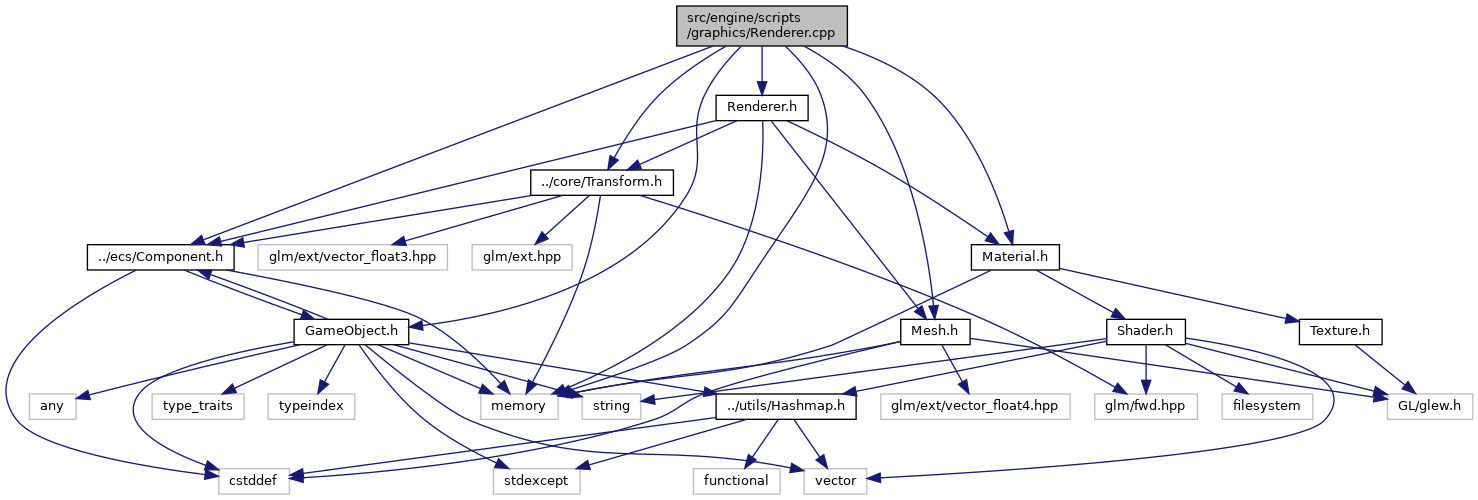 src/engine/scripts
/graphics/Renderer.cpp
Renderer.h
../core/Transform.h
../ecs/Component.h
glm/ext/vector_float3.hpp
glm/ext.hpp
Material.h
GameObject.h
Mesh.h
Shader.h
Texture.h
any
type_traits
typeindex
memory
string
../utils/Hashmap.h
glm/ext/vector_float4.hpp
glm/fwd.hpp
filesystem
GL/glew.h
cstddef
stdexcept
functional
vector